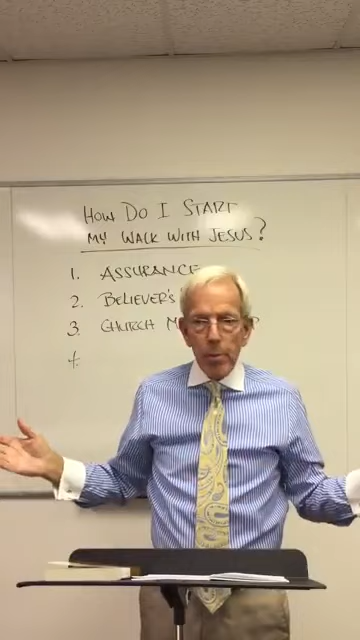 HOW DO I START
MY WALK WITH JESUS?
1. ASSURANCE
2. BELIEVER'S
3. CHURCH
4.